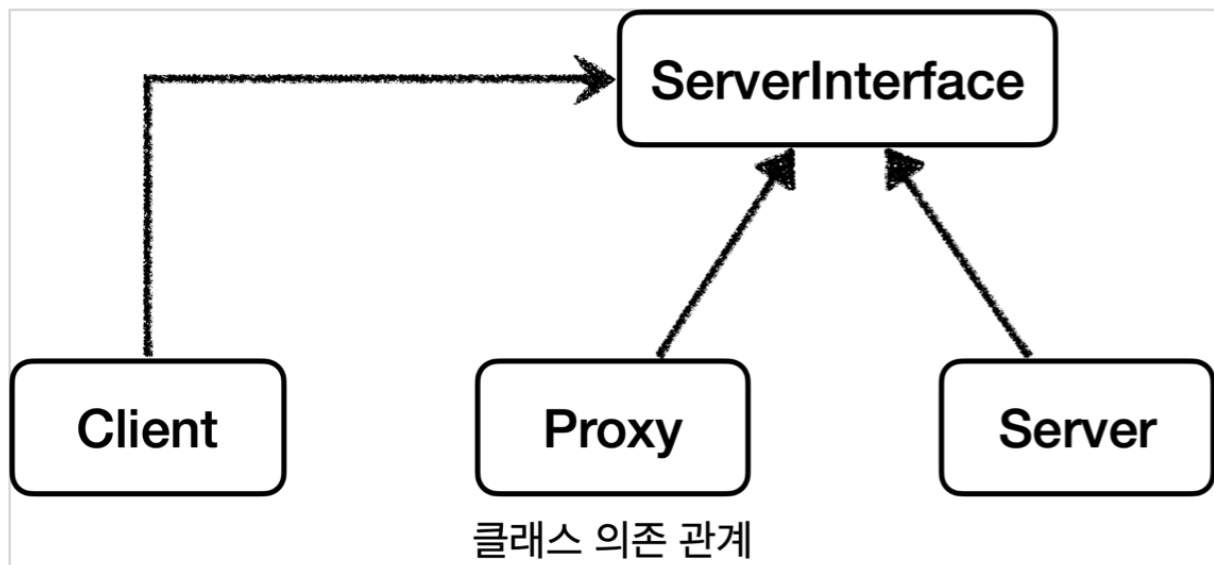 ServerInterface
Client
Proxy
Server
클래스 의존 관계